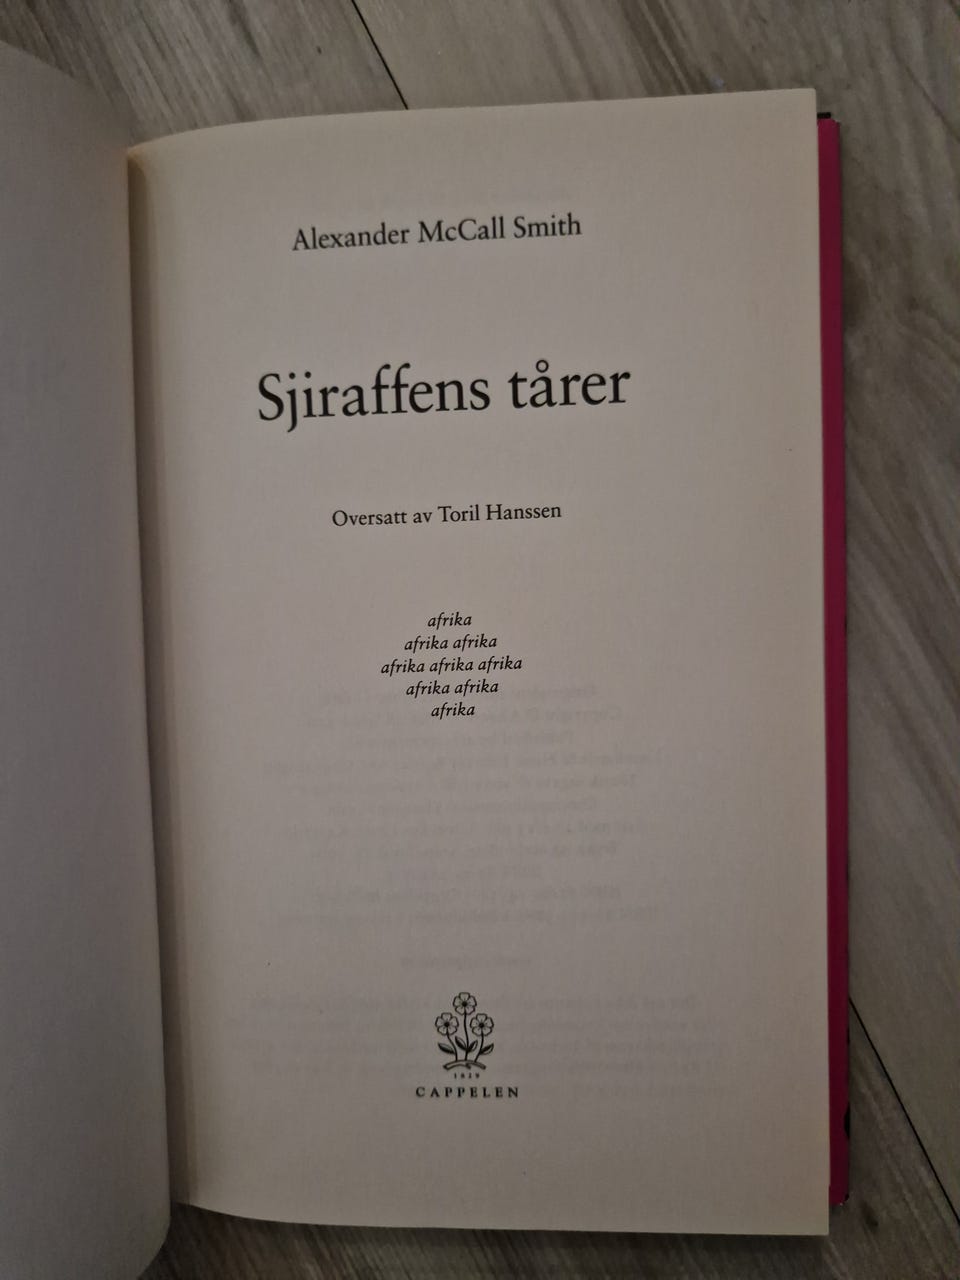 Alexander McCall Smith
Sjiraffens tårer
Oversatt av Toril Hanssen
afrika
afrika afrika
afrika afrika afrika
afrika afrika
afrika
1829
CAPPELEN